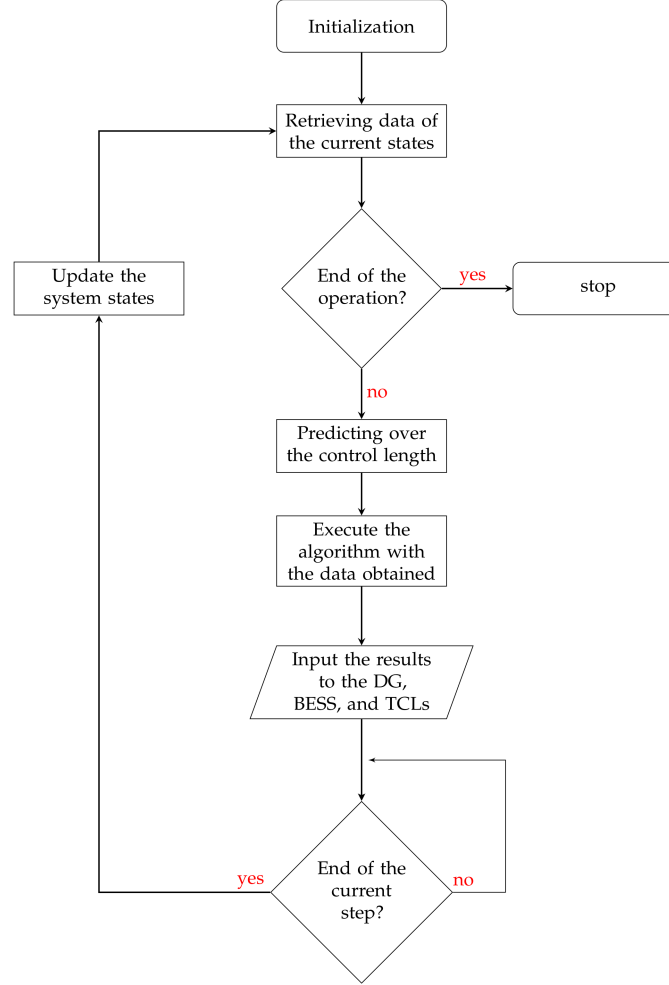 Initialization
Retrieving data of
the current states
End of the
operation?
yes
stop
Update the
system states
no
Predicting over
the control length
Execute the
algorithm with
the data obtained
Input the results
to the DG,
BESS, and TCLs
End of the
current
step?
yes
no